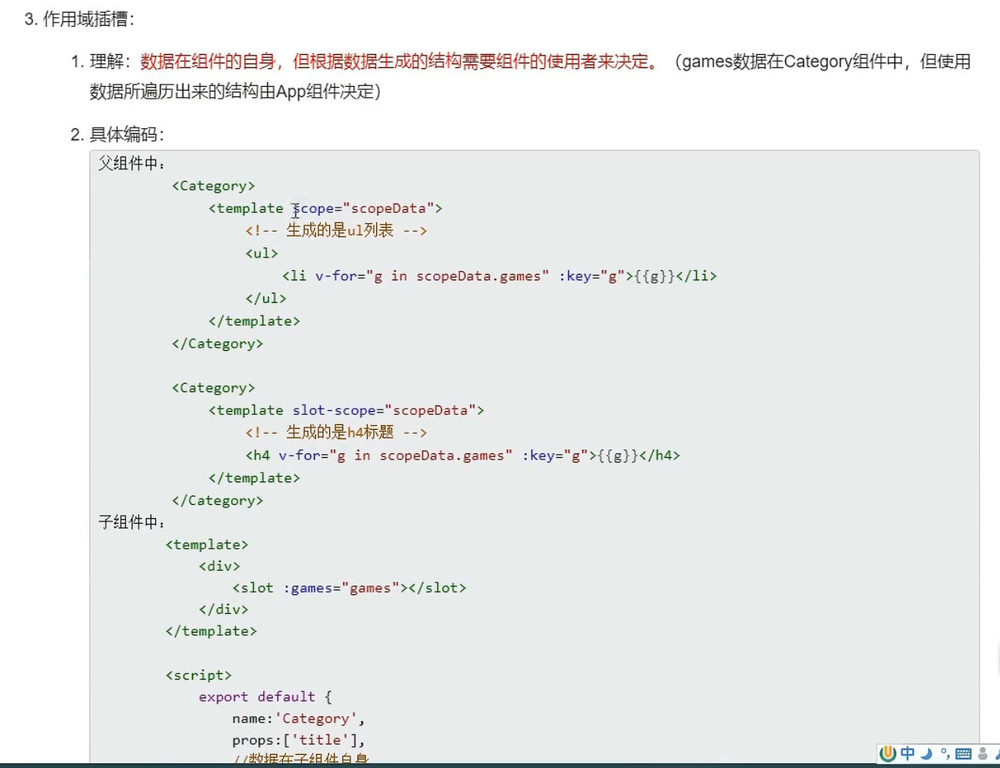 3. 作用域插槽：
1. 理解：数据在组件的自身，但根据数据生成的结构需要组件的使用者来决定。（games数据在Category组件中，但使用
数据所遍历出来的结构由App组件决定）
2. 具体编码：
父组件中：
<Category>
<template scope="scopeData">
<!-- 生成的是ul列表 -->
<ul>
<li v-for="g in scopeData.games" :key="g">{{g}}</li>
</ul>
</template>
</Category>
<Category>
<template slot-scope="scopeData">
<!-- 生成的是h4标题 -->
<h4 v-for="g in scopeData.games" :key="g">{{g}}</h4>
</template>
</Category>
子组件中：
<template>
<div>
<slot :games="games"></slot>
</div>
</template>
<script>
export default {
name:'Category',
props:['title'],
//数据在子组件自身
中